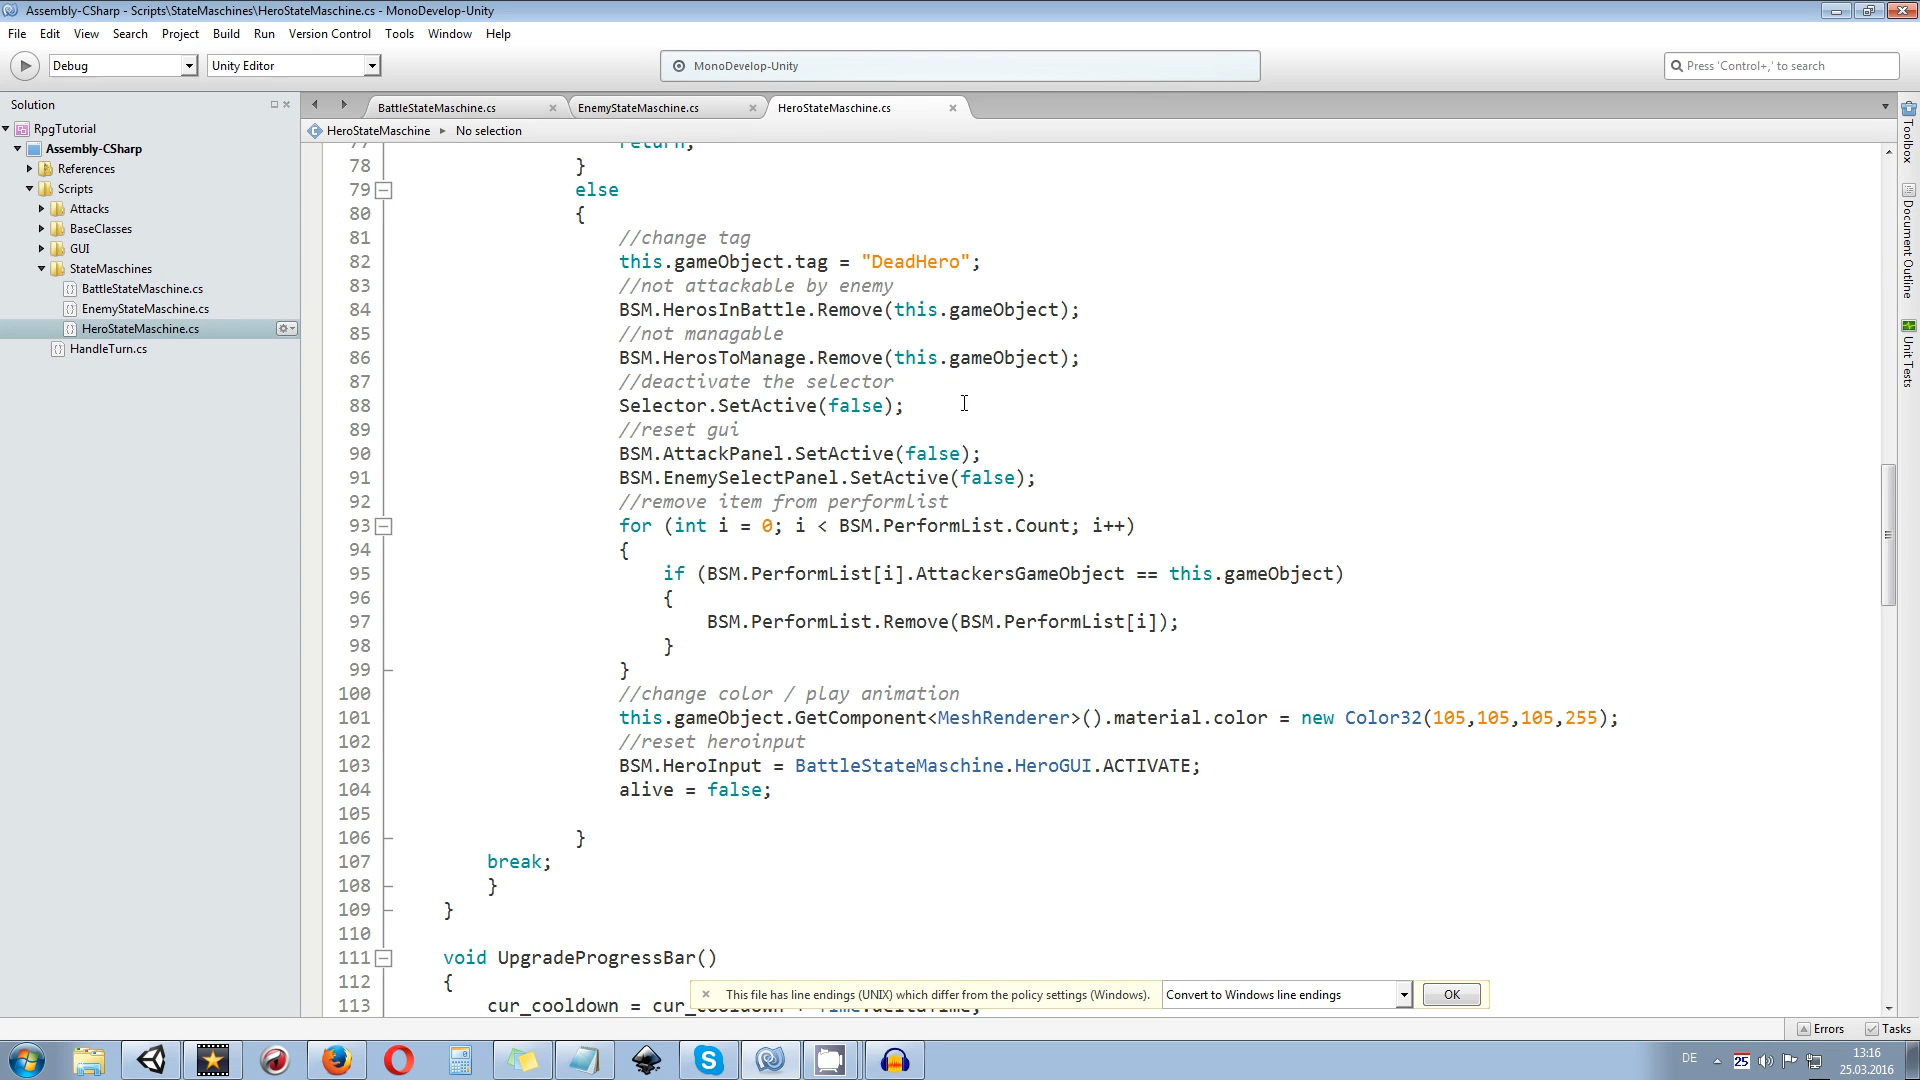 Assembly-CSharp - Scripts\StateMaschines\HeroStateMaschine.cs - MonoDevelop-Unity
File Edit View Search Project Build Run Version Control Tools Window Help
Debug Unity Editor MonoDevelop-Unity Press 'Control+,' to search
Solution
BattleStateMaschine.cs EnemyStateMaschine.cs HeroStateMaschine.cs
HeroStateMaschine No selection
RpgTutorial
Assembly-CSharp
References
Scripts
Attacks
BaseClasses
GUI
StateMaschines
BattleStateMaschine.cs
EnemyStateMaschine.cs
HeroStateMaschine.cs
HandleTurn.cs
77 return;
78 }
79 else
80 {
81 //change tag
82 this.gameObject.tag = "DeadHero";
83 //not attackable by enemy
84 BSM.HerosInBattle.Remove(this.gameObject);
85 //not managable
86 BSM.HerosToManage.Remove(this.gameObject);
87 //deactivate the selector
88 Selector.SetActive(false);
89 //reset gui
90 BSM.AttackPanel.SetActive(false);
91 BSM.EnemySelectPanel.SetActive(false);
92 //remove item from performlist
93 for (int i = 0; i < BSM.PerformList.Count; i++)
94 {
95 if (BSM.PerformList[i].AttackersGameObject == this.gameObject)
96 {
97 BSM.PerformList.Remove(BSM.PerformList[i]);
98 }
99 }
100 //change color / play animation
101 this.gameObject.GetComponent<MeshRenderer>().material.color = new Color32(105,105,105,255);
102 //reset heroinput
103 BSM.HeroInput = BattleStateMaschine.HeroGUI.ACTIVATE;
104 alive = false;
105
106 }
107 break;
108 }
109 }
110
111 void UpgradeProgressBar()
112 {
113 cur_cooldown = cur_cooldown + Time.deltaTime;
This file has line endings (UNIX) which differ from the policy settings (Windows). Convert to Windows line endings OK
Toolbox
Document Outline
Unit Tests
Errors Tasks
DE 25 13:16
25.03.2016